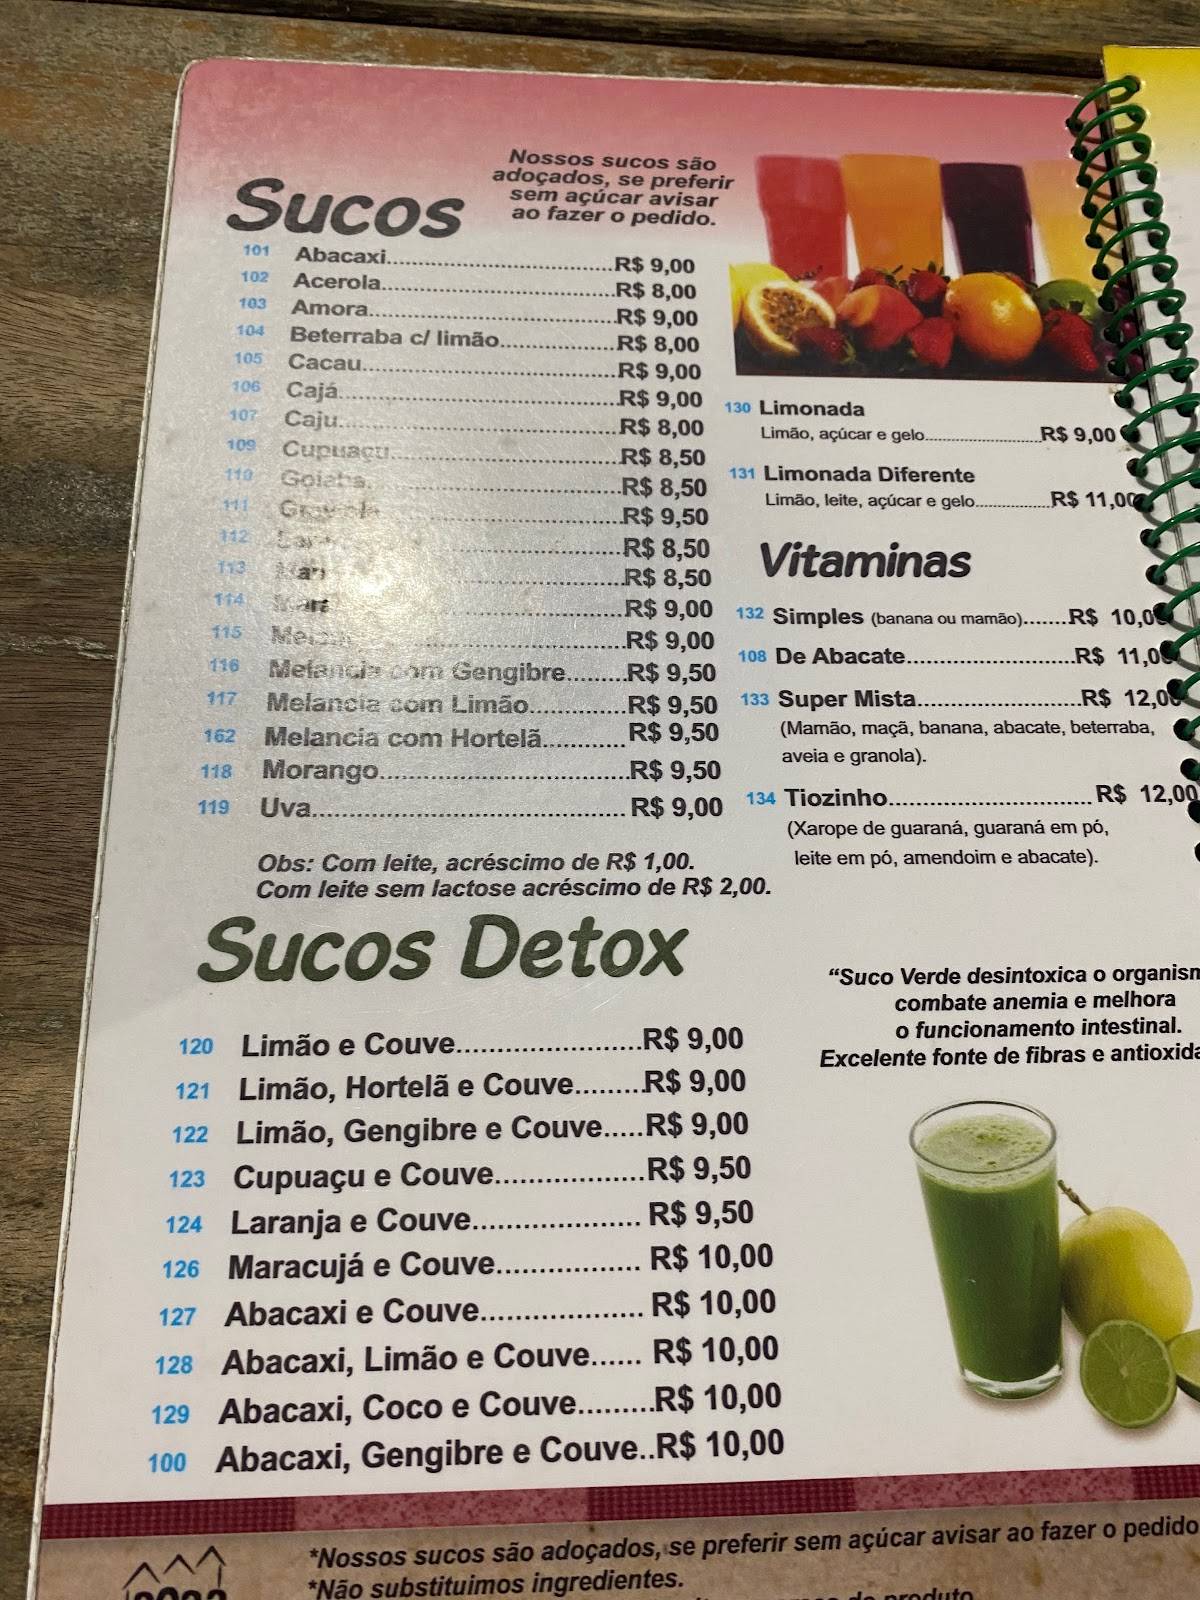 Sucos
Nossos sucos são
adoçados, se preferir
sem açúcar avisar
ao fazer o pedido.
101 Abacaxi R$ 9,00
102 Acerola R$ 8,00
103 Amora R$ 9,00
104 Beterraba c/ limão R$ 8,00
105 Cacau R$ 9,00
106 Cajá R$ 9,00
107 Caju R$ 8,00
109 Cupuaçu R$ 8,50
110 Goiaba R$ 8,50
111 Graviola R$ 9,50
112 R$ 8,50
113 R$ 8,50
114 R$ 9,00
115 R$ 9,00
116 Melancia com Gengibre R$ 9,50
117 Melancia com Limão R$ 9,50
162 Melancia com Hortelã R$ 9,50
118 Morango R$ 9,50
119 Uva R$ 9,00
Obs: Com leite, acréscimo de R$ 1,00.
Com leite sem lactose acréscimo de R$ 2,00.
130 Limonada
Limão, açúcar e gelo R$ 9,00
131 Limonada Diferente
Limão, leite, açúcar e gelo R$ 11,00
Vitaminas
132 Simples (banana ou mamão) R$ 10,0
108 De Abacate R$ 11,00
133 Super Mista R$ 12,00
(Mamão, maçã, banana, abacate, beterraba,
aveia e granola).
134 Tiozinho R$ 12,00
(Xarope de guaraná, guaraná em pó,
leite em pó, amendoim e abacate).
Sucos Detox
120 Limão e Couve R$ 9,00
121 Limão, Hortelã e Couve R$ 9,00
122 Limão, Gengibre e Couve R$ 9,00
123 Cupuaçu e Couve R$ 9,50
124 Laranja e Couve R$ 9,50
126 Maracujá e Couve R$ 10,00
127 Abacaxi e Couve R$ 10,00
128 Abacaxi, Limão e Couve R$ 10,00
129 Abacaxi, Coco e Couve R$ 10,00
100 Abacaxi, Gengibre e Couve R$ 10,00
“Suco Verde desintoxica o organism
combate anemia e melhora
o funcionamento intestinal.
Excelente fonte de fibras e antioxida
*Nossos sucos são adoçados, se preferir sem açúcar avisar ao fazer o pedido
*Não substituimos ingredientes.
de produto